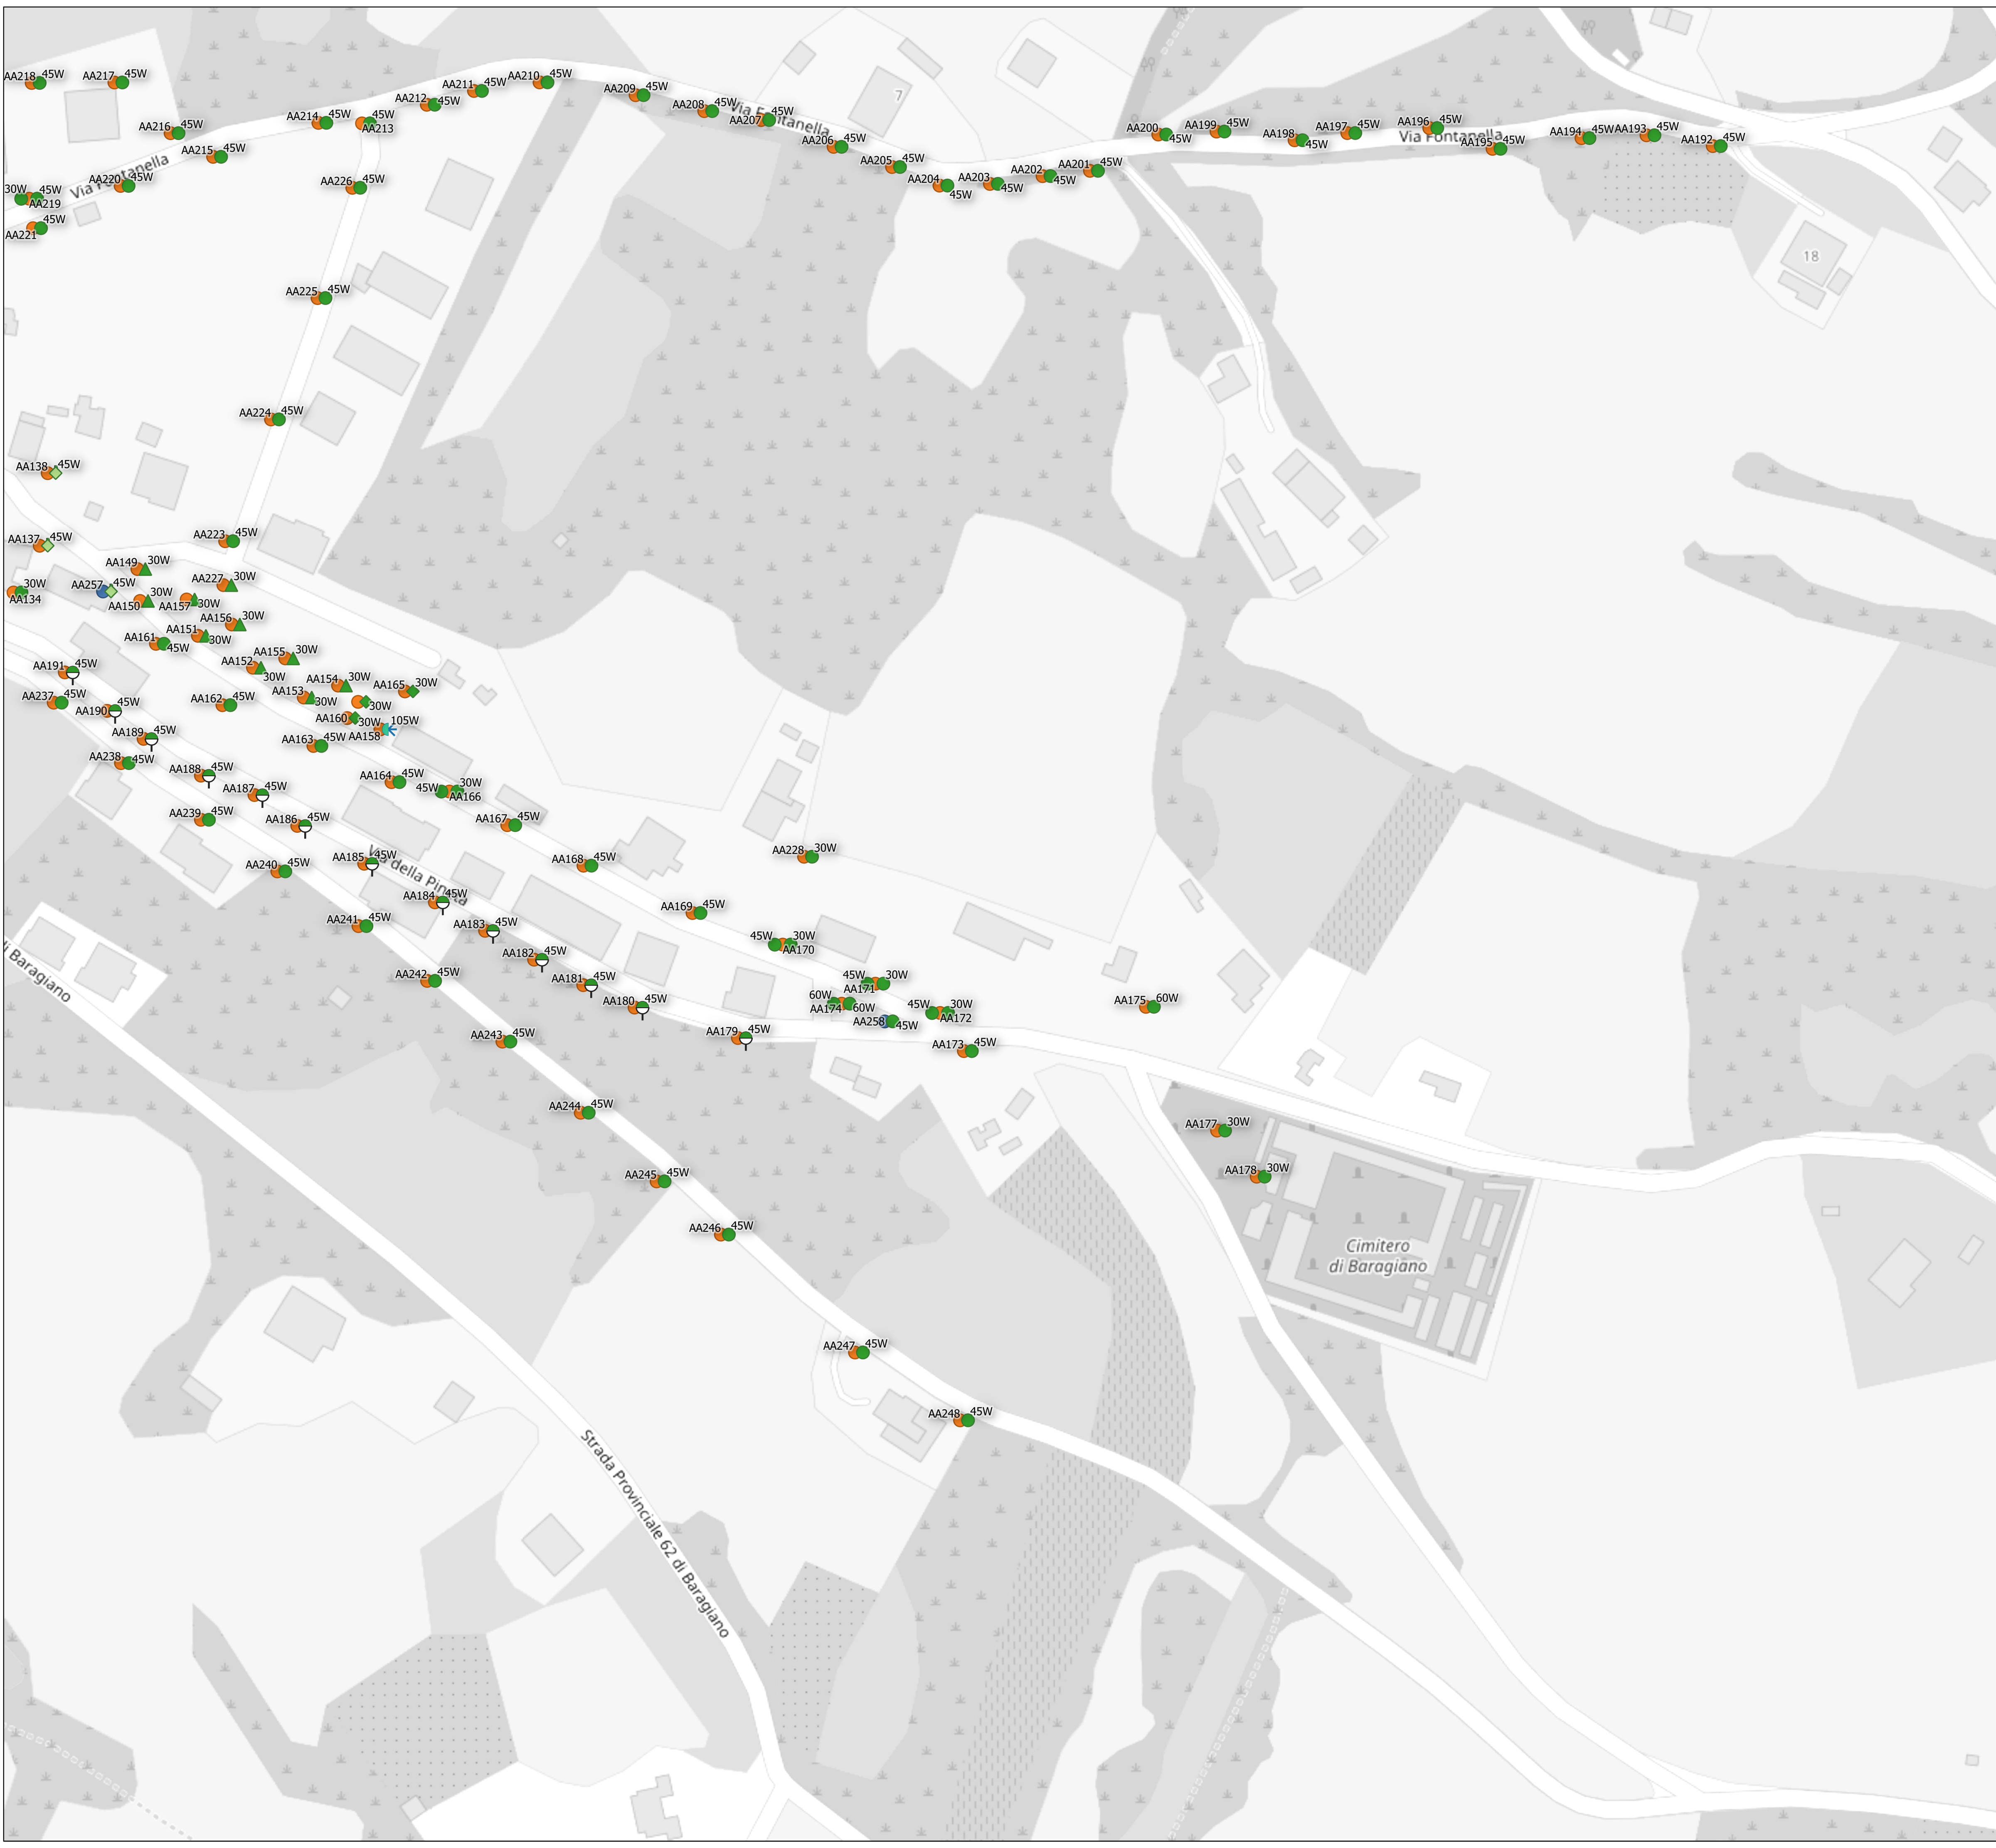 AA218 45W
AA217 45W
AA216 45W
AA215 45W
AA214 45W
45W
AA213
AA212 45W
AA211 45W
AA210 45W
AA209 45W
AA208 45W
Via Fontanella
AA207 45W
AA206 45W
AA205 45W
AA204 45W
AA203 45W
AA202 45W
AA201 45W
AA200 45W
AA199 45W
AA198 45W
AA197 45W
AA196 45W
Via Fontanella
AA195 45W
AA194 45W
AA193 45W
AA192 45W
7
18
Via Fontanella
AA220 45W
30W 45W
AA219
45W
AA221
AA226 45W
AA225 45W
AA224 45W
AA223 45W
AA138 45W
AA137 45W
30W
AA134
AA149 30W
AA257 45W
AA150 30W
AA157 30W
AA227 30W
AA156 30W
AA151 30W
AA161 45W
AA155 30W
AA152 30W
AA154 30W
AA153 30W
AA165 30W
30W
AA160 30W
105W
AA158
AA162 45W
AA163 45W
AA164 45W
45W 30W
AA166
AA167 45W
AA168 45W
AA228 30W
AA169 45W
45W 30W
AA170
45W 30W
AA171
60W
AA174 60W
AA258 45W
45W 30W
AA172
AA173 45W
AA175 60W
AA177 30W
AA178 30W
AA191 45W
AA237 45W
AA190 45W
AA189 45W
AA238 45W
AA188 45W
AA187 45W
AA239 45W
AA186 45W
AA185 45W
Via della Pineta
AA240 45W
AA184 45W
AA241 45W
AA183 45W
AA182 45W
AA242 45W
AA181 45W
AA180 45W
AA179 45W
AA243 45W
AA244 45W
AA245 45W
AA246 45W
AA247 45W
AA248 45W
di Baragiano
Cimitero
di Baragiano
Strada Provinciale 62 di Baragiano